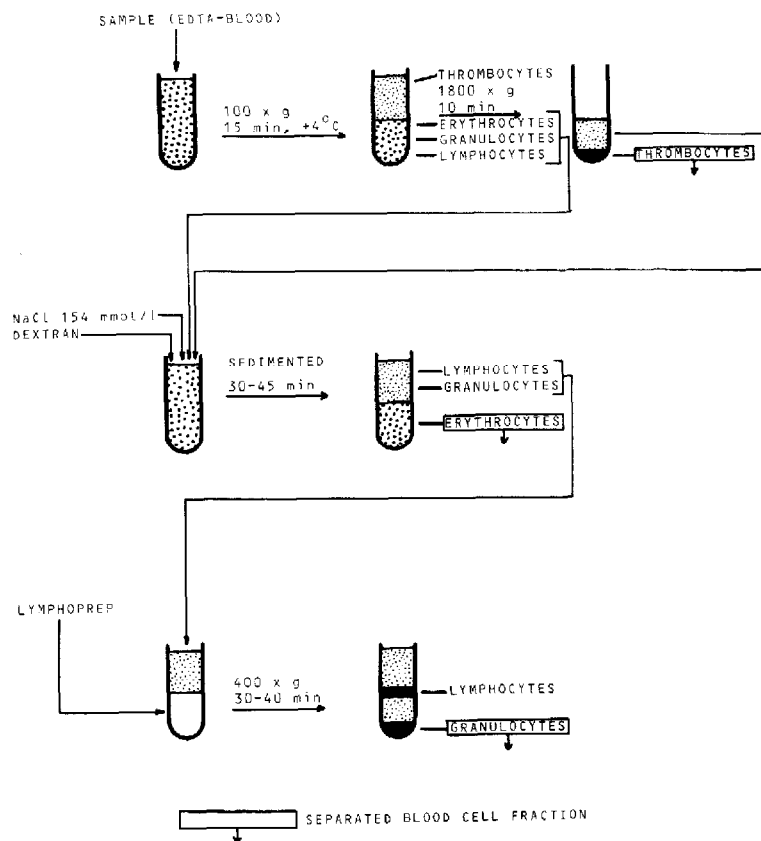 SAMPLE (EDTA-BLOOD)
100 x g
15 min, +4°C
THROMBOCYTES
1800 x g
10 min
ERYTHROCYTES
GRANULOCYTES
LYMPHOCYTES
THROMBOCYTES
NaCl 154 mmol/l
DEXTRAN
SEDIMENTED
30-45 min
LYMPHOCYTES
GRANULOCYTES
ERYTHROCYTES
LYMPHOPREP
400 x g
30-40 min
LYMPHOCYTES
GRANULOCYTES
SEPARATED BLOOD CELL FRACTION